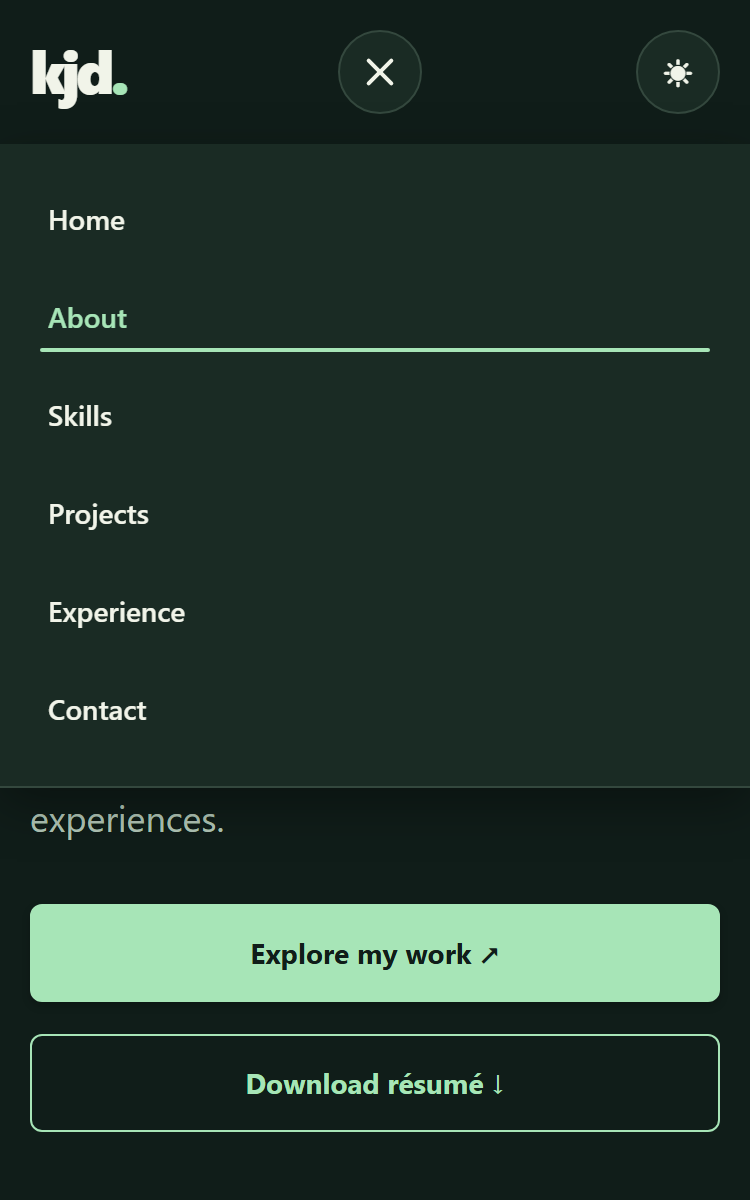 kjd.
Home
About
Skills
Projects
Experience
Contact
experiences.
Explore my work ↗
Download résumé ↓